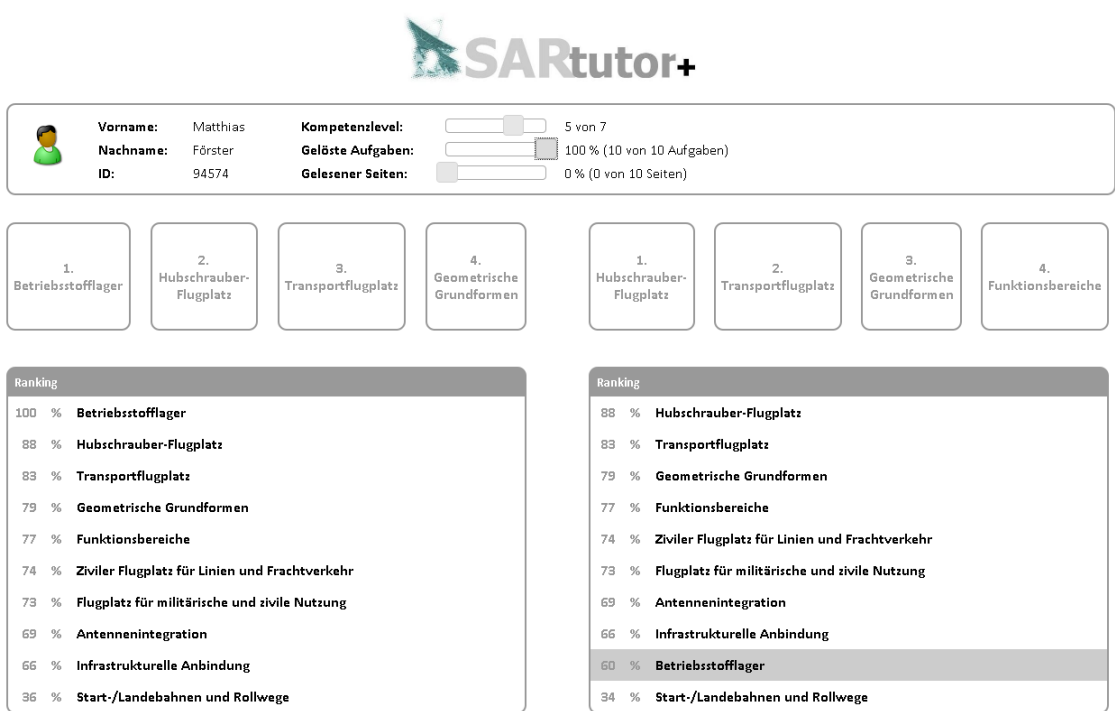 SARtutor+
Vorname: Matthias Kompetenzlevel: 5 von 7
Nachname: Förster Gelöste Aufgaben: 100 % (10 von 10 Aufgaben)
ID: 94574 Gelesener Seiten: 0 % (0 von 10 Seiten)
1.
Betriebsstofflager
2.
Hubschrauber-
Flugplatz
3.
Transportflugplatz
4.
Geometrische
Grundformen
1.
Hubschrauber-
Flugplatz
2.
Transportflugplatz
3.
Geometrische
Grundformen
4.
Funktionsbereiche
Ranking
100 % Betriebsstofflager
88 % Hubschrauber-Flugplatz
83 % Transportflugplatz
79 % Geometrische Grundformen
77 % Funktionsbereiche
74 % Ziviler Flugplatz für Linien und Frachtverkehr
73 % Flugplatz für militärische und zivile Nutzung
69 % Antennenintegration
66 % Infrastrukturelle Anbindung
36 % Start-/Landebahnen und Rollwege
Ranking
88 % Hubschrauber-Flugplatz
83 % Transportflugplatz
79 % Geometrische Grundformen
77 % Funktionsbereiche
74 % Ziviler Flugplatz für Linien und Frachtverkehr
73 % Flugplatz für militärische und zivile Nutzung
69 % Antennenintegration
66 % Infrastrukturelle Anbindung
60 % Betriebsstofflager
34 % Start-/Landebahnen und Rollwege